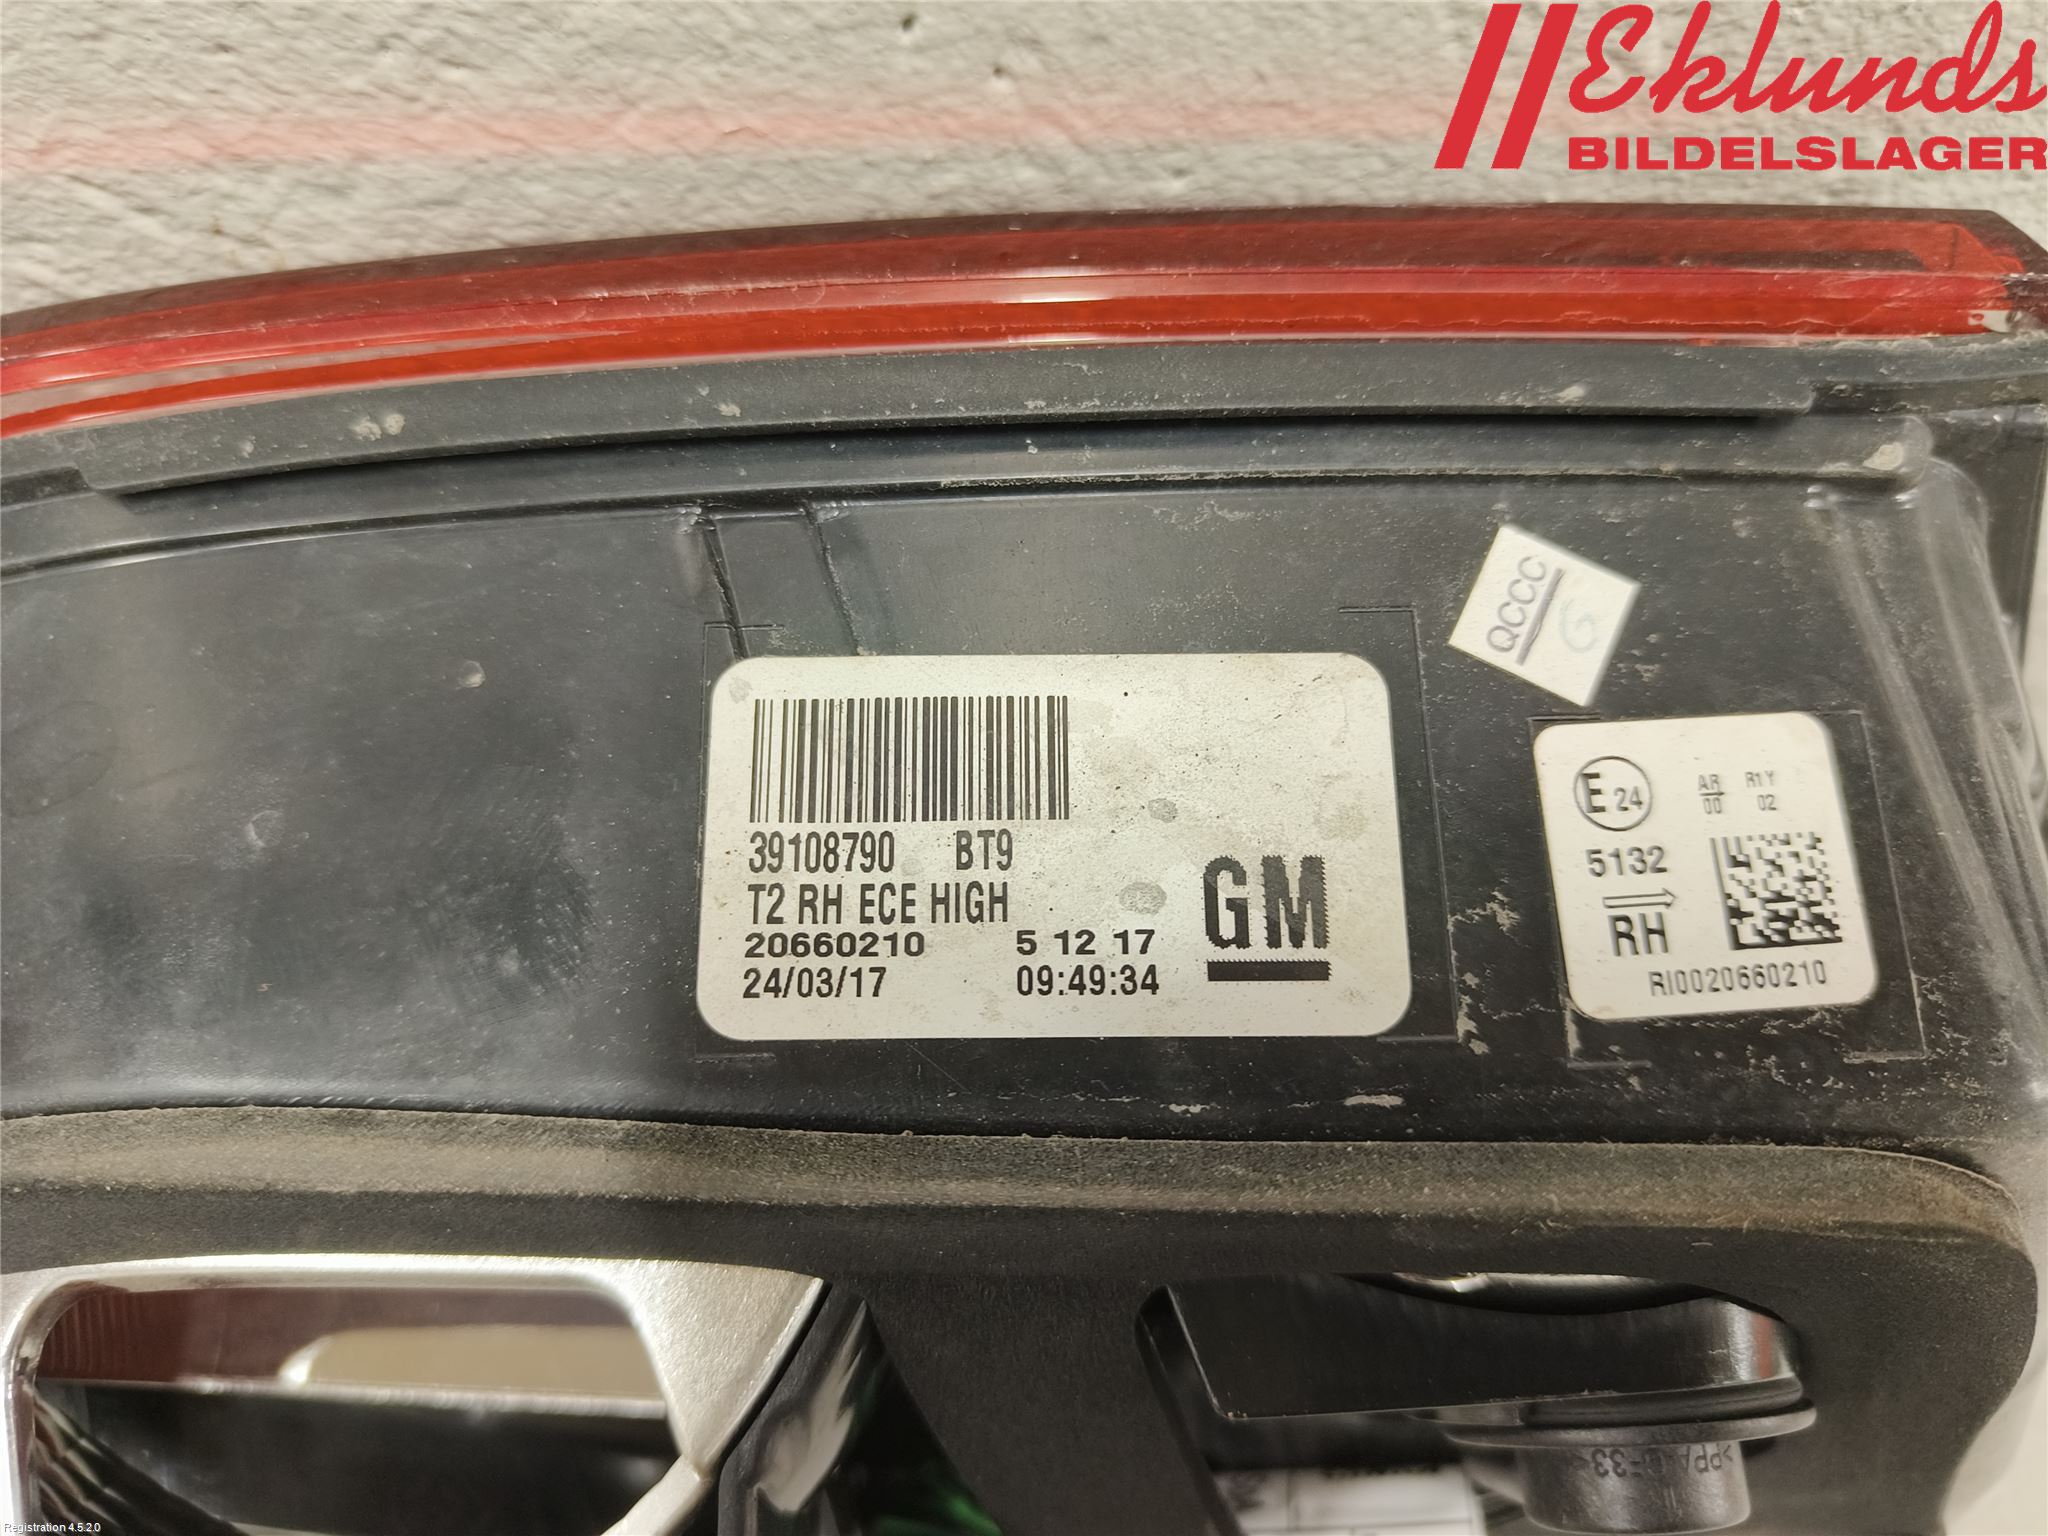 Eklunds
BILDELSLAGER
QCCC
G
39108790 BT9
T2 RH ECE HIGH
20660210 5 12 17
24/03/17 09:49:34
GM
E 24
AR R1Y
00 02
5132
RH
RI0020660210
Registration 4.5.2.0